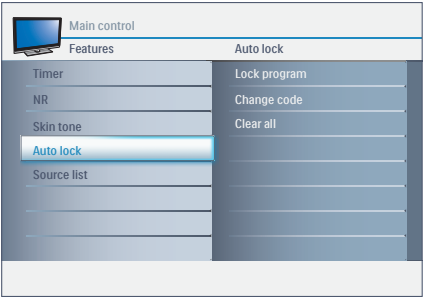 Main control
Features Auto lock
Timer Lock program
NR Change code
Skin tone Clear all
Auto lock
Source list